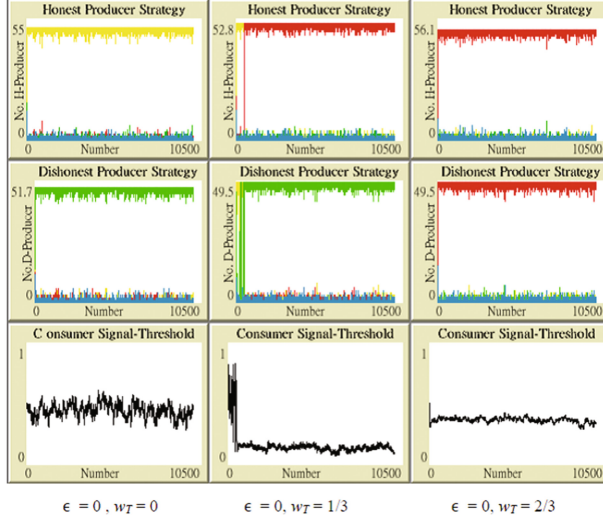 Honest Producer Strategy
55
No. H-Producer
0
0 Number 10500
Honest Producer Strategy
52.8
No. H-Producer
0
0 Number 10500
Honest Producer Strategy
56.1
No. H-Producer
0
0 Number 10500
Dishonest Producer Strategy
51.7
No.D-Producer
0
0 Number 10500
Dishonest Producer Strategy
49.5
No. D-Producer
0
0 Number 10500
Dishonest Producer Strategy
49.5
No. D-Producer
0
0 Number 10500
C onsumer Signal-Threshold
1
0
0 Number 10500
Consumer Signal-Threshold
1
0
0 Number 10500
Consumer Signal-Threshold
1
0
0 Number 10500
ϵ = 0 , wT = 0
ϵ = 0, wT = 1/3
ϵ = 0, wT = 2/3